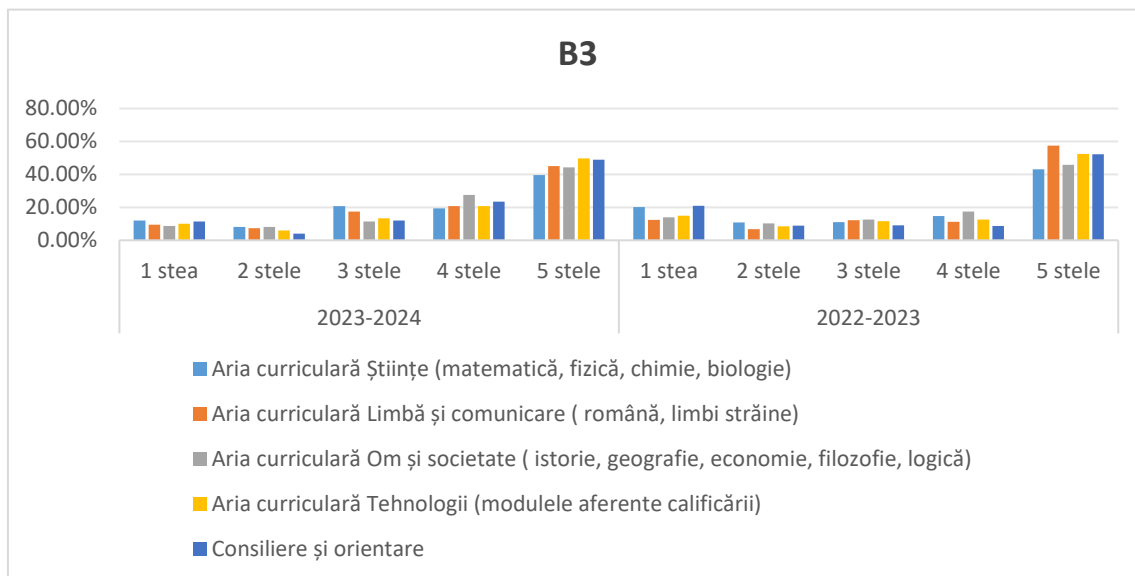 B3
80.00%
60.00%
40.00%
20.00%
0.00%
1 stea 2 stele 3 stele 4 stele 5 stele 1 stea 2 stele 3 stele 4 stele 5 stele
2023-2024 2022-2023
Aria curriculară Științe (matematică, fizică, chimie, biologie)
Aria curriculară Limbă și comunicare ( română, limbi străine)
Aria curriculară Om și societate ( istorie, geografie, economie, filozofie, logică)
Aria curriculară Tehnologii (modulele aferente calificării)
Consiliere și orientare